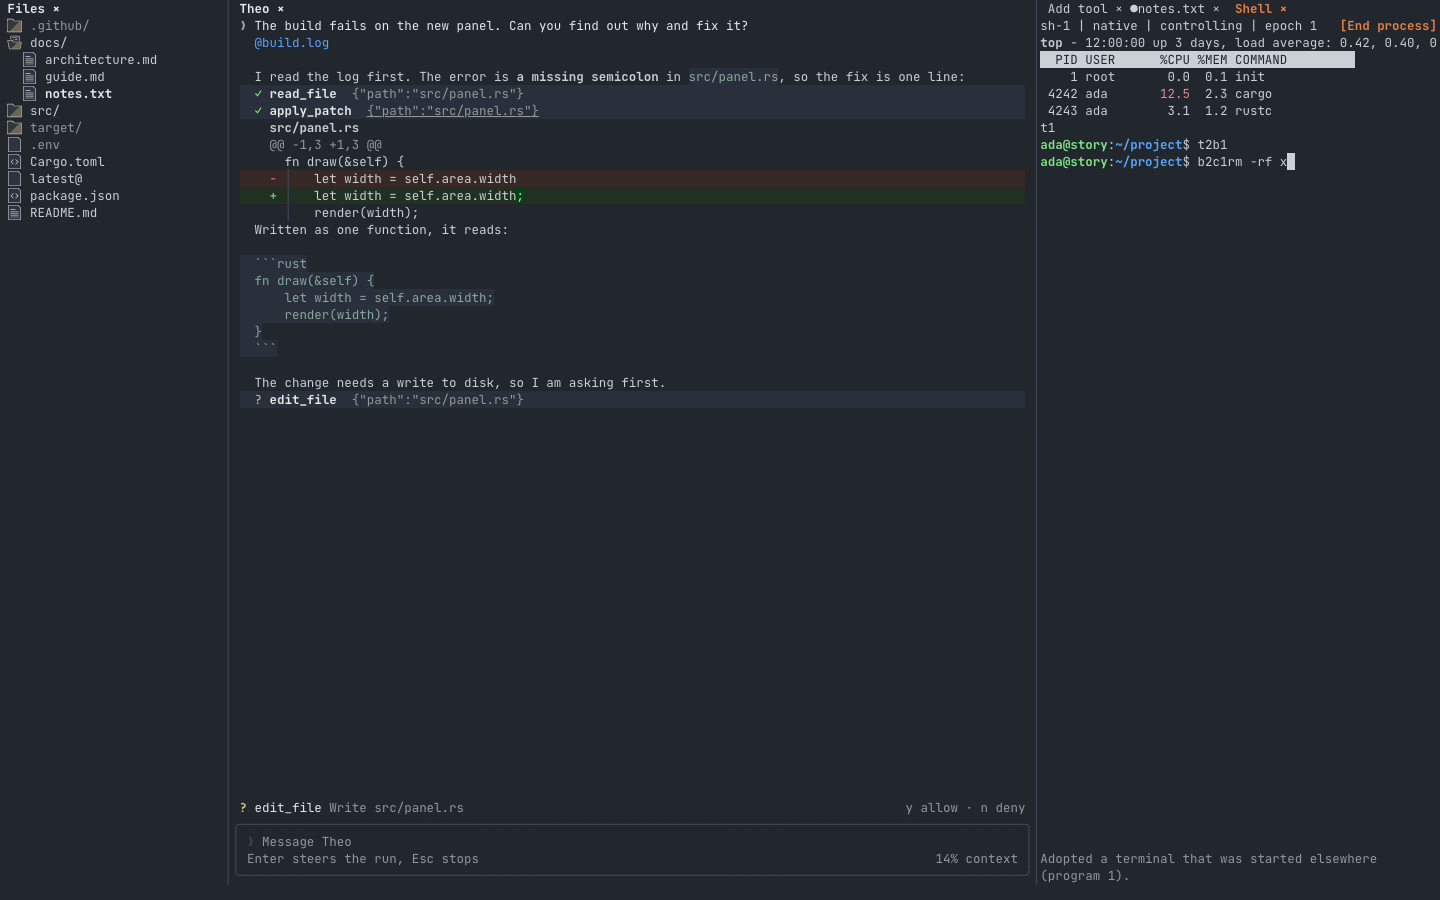 Files ×
.github/
docs/
architecture.md
guide.md
notes.txt
src/
target/
.env
Cargo.toml
latest@
package.json
README.md
Theo ×
❭ The build fails on the new panel. Can you find out why and fix it?
@build.log
I read the log first. The error is a missing semicolon in src/panel.rs, so the fix is one line:
✓ read_file {"path":"src/panel.rs"}
✓ apply_patch {"path":"src/panel.rs"}
src/panel.rs
@@ -1,3 +1,3 @@
fn draw(&self) {
- let width = self.area.width
+ let width = self.area.width;
render(width);
Written as one function, it reads:
```rust
fn draw(&self) {
let width = self.area.width;
render(width);
}
```
The change needs a write to disk, so I am asking first.
? edit_file {"path":"src/panel.rs"}
? edit_file Write src/panel.rs y allow · n deny
❭ Message Theo
Enter steers the run, Esc stops 14% context
Add tool × ●notes.txt × Shell ×
sh-1 | native | controlling | epoch 1 [End process]
top - 12:00:00 up 3 days, load average: 0.42, 0.40, 0
PID USER %CPU %MEM COMMAND
1 root 0.0 0.1 init
4242 ada 12.5 2.3 cargo
4243 ada 3.1 1.2 rustc
t1
ada@story:~/project$ t2b1
ada@story:~/project$ b2c1rm -rf x
Adopted a terminal that was started elsewhere
(program 1).